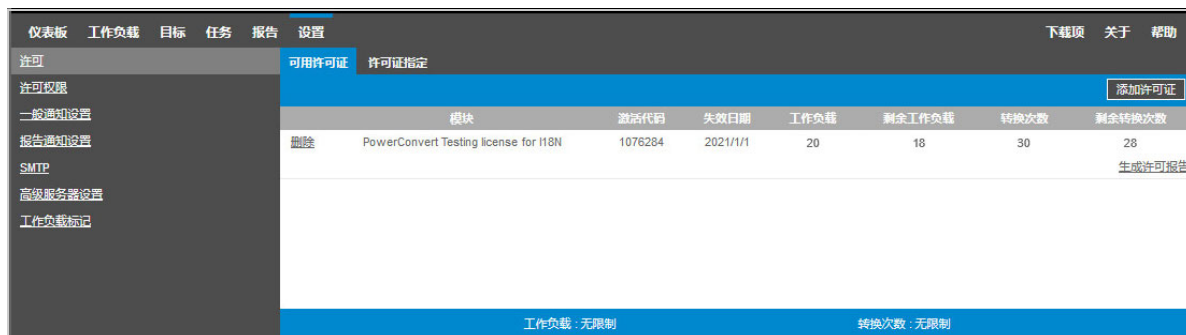 仪表板 工作负载 目标 任务 报告 设置 下载项 关于 帮助
许可 可用许可证 许可证指定
许可权限 添加许可证
一般通知设置 模块 激活代码 失效日期 工作负载 剩余工作负载 转换次数 剩余转换次数
报告通知设置 删除 PowerConvert Testing license for I18N 1076284 2021/1/1 20 18 30 28
SMTP 生成许可报告
高级服务器设置
工作负载标记
工作负载 : 无限制 转换次数 : 无限制